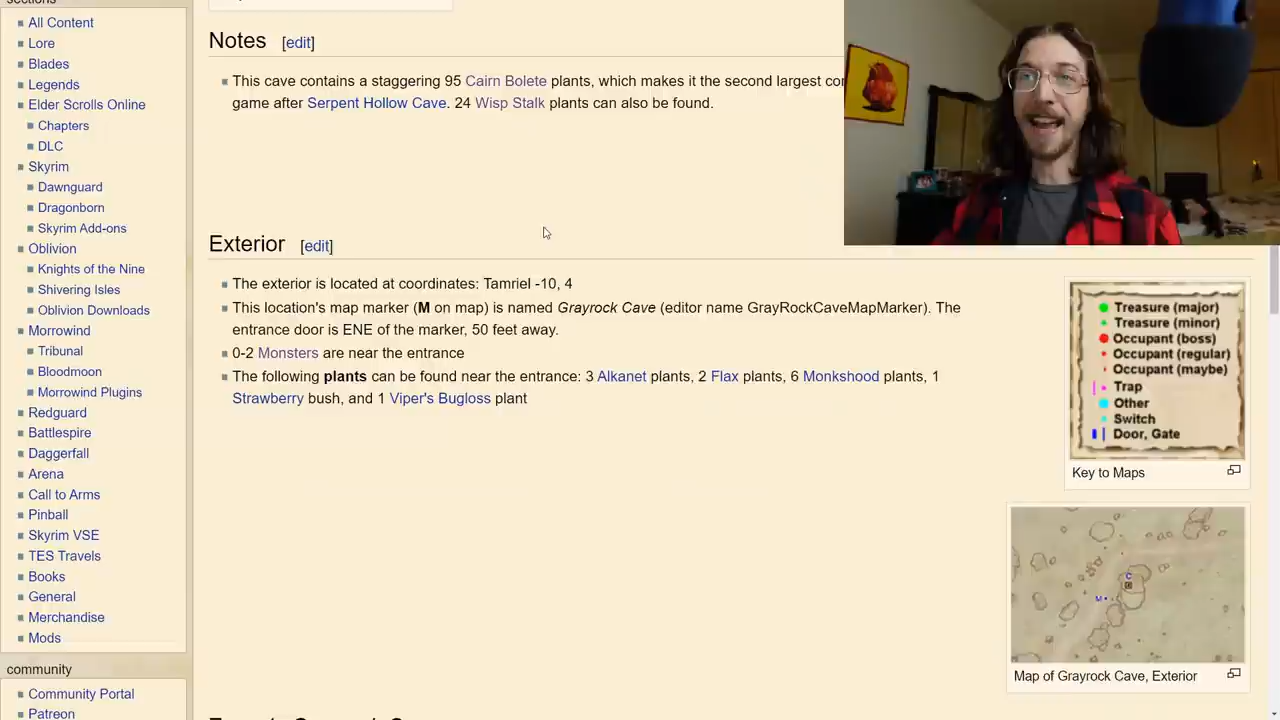 sections
All Content
Lore
Blades
Legends
Elder Scrolls Online
Chapters
DLC
Skyrim
Dawnguard
Dragonborn
Skyrim Add-ons
Oblivion
Knights of the Nine
Shivering Isles
Oblivion Downloads
Morrowind
Tribunal
Bloodmoon
Morrowind Plugins
Redguard
Battlespire
Daggerfall
Arena
Call to Arms
Pinball
Skyrim VSE
TES Travels
Books
General
Merchandise
Mods
community
Community Portal
Patreon
Notes [edit]
This cave contains a staggering 95 Cairn Bolete plants, which makes it the second largest
game after Serpent Hollow Cave. 24 Wisp Stalk plants can also be found.
Exterior [edit]
The exterior is located at coordinates: Tamriel -10, 4
This location's map marker (M on map) is named Grayrock Cave (editor name GrayRockCaveMapMarker). The
entrance door is ENE of the marker, 50 feet away.
0-2 Monsters are near the entrance
The following plants can be found near the entrance: 3 Alkanet plants, 2 Flax plants, 6 Monkshood plants, 1
Strawberry bush, and 1 Viper's Bugloss plant
Treasure (major)
Treasure (minor)
Occupant (boss)
Occupant (regular)
Occupant (maybe)
Trap
Other
Switch
Door, Gate
Key to Maps
M
Map of Grayrock Cave, Exterior